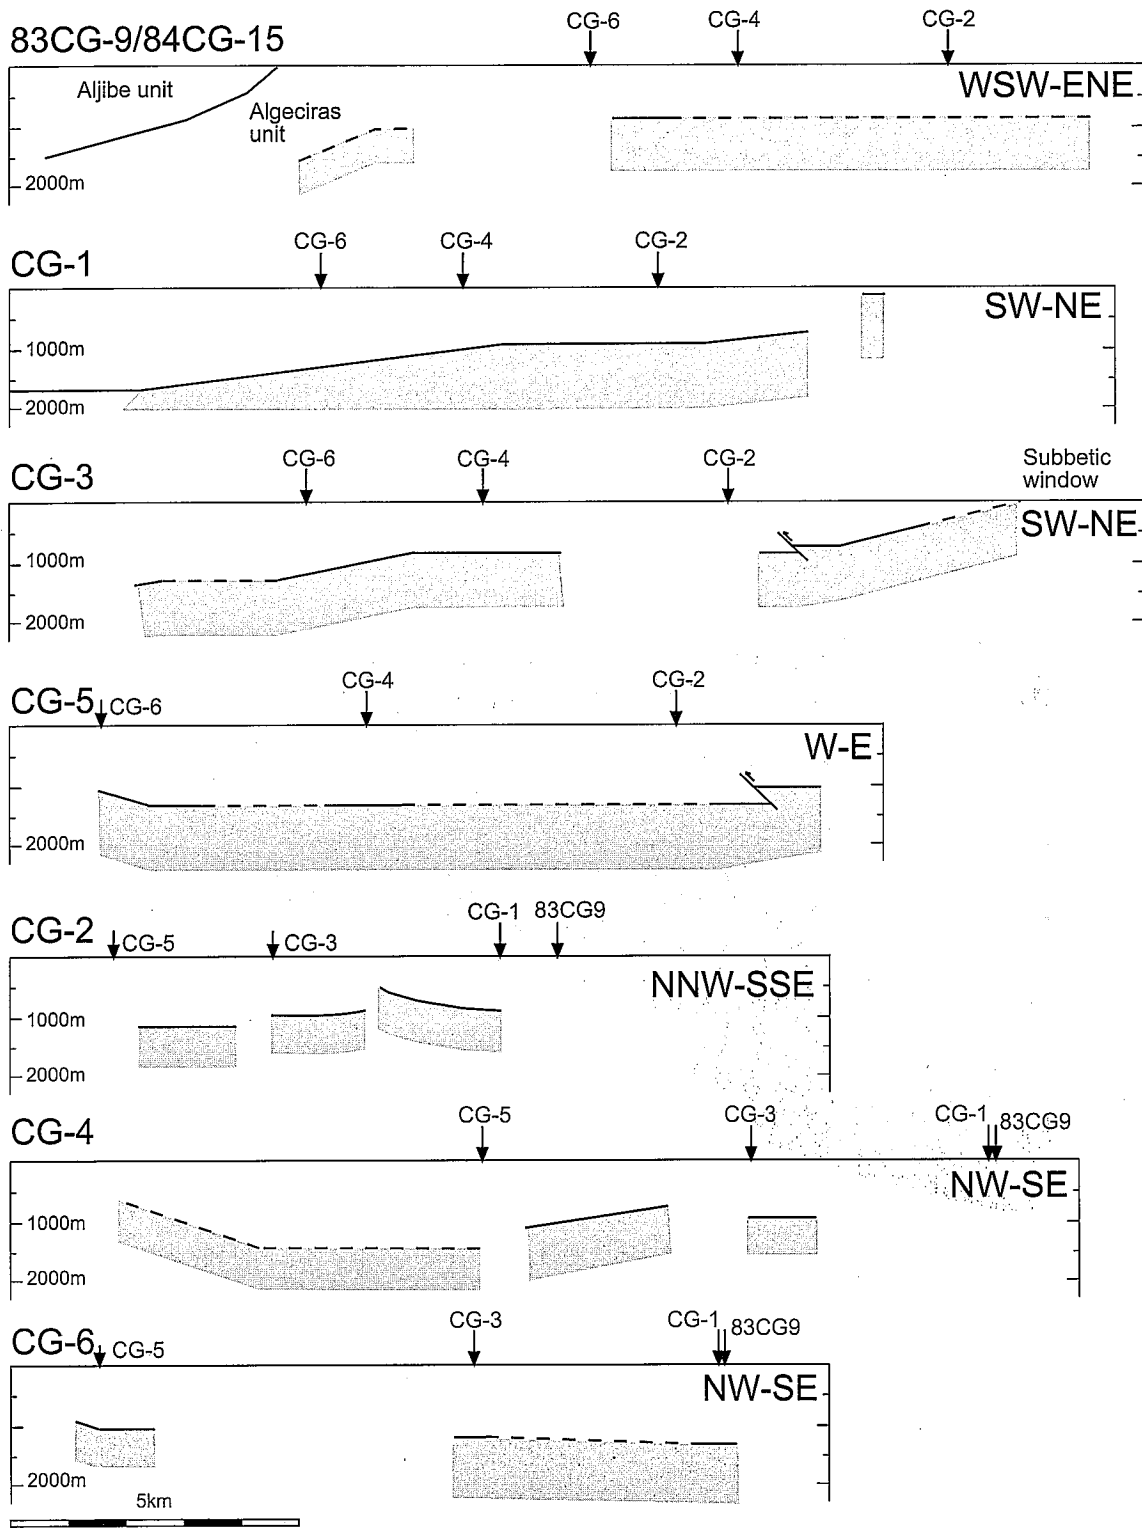 83CG-9/84CG-15
CG-6
CG-4
CG-2
WSW-ENE
Aljibe unit
Algeciras
unit
2000m
CG-1
CG-6
CG-4
CG-2
SW-NE
1000m
2000m
CG-3
CG-6
CG-4
CG-2
Subbetic
window
SW-NE
1000m
2000m
CG-5
CG-6
CG-4
CG-2
W-E
2000m
CG-2
CG-5
CG-3
CG-1
83CG9
NNW-SSE
1000m
2000m
CG-4
CG-5
CG-3
CG-1
83CG9
NW-SE
1000m
2000m
CG-6
CG-5
CG-3
CG-1
83CG9
NW-SE
2000m
5km